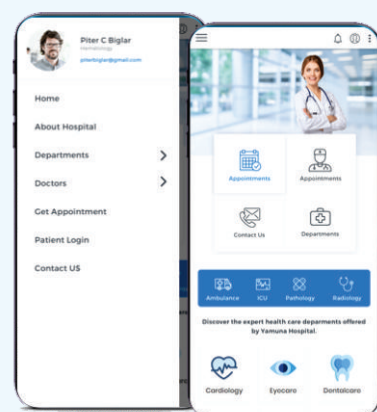 Piter C Biglar
Hematology
piterbiglar@gmail.com
Home
About Hospital
Departments
Doctors
Get Appointment
Patient Login
Contact US
Appointments
Appointments
Contact Us
Departments
Ambulance
ICU
Pathology
Radiology
Discover the expert health care deparments offered
by Yamuna Hospital.
Cardiology
Eyecare
Dentalcare